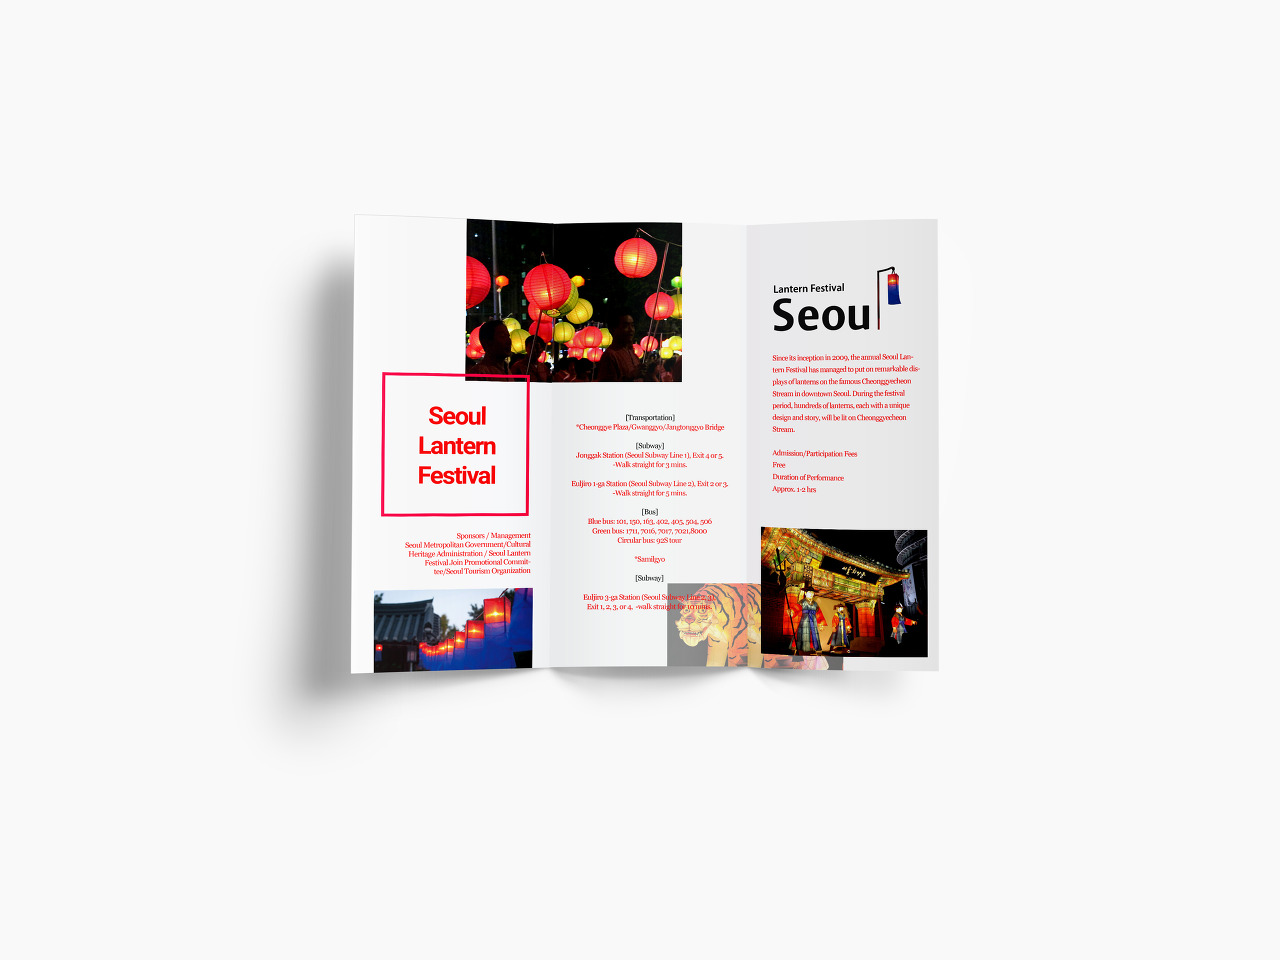 Seoul
Lantern
Festival
Sponsors / Management
Seoul Metropolitan Government/Cultural
Heritage Administration / Seoul Lantern
Festival Join Promotional Commit-
tee/Seoul Tourism Organization
[Transportation]
*Cheonggye Plaza/Gwanggyo/Jangtonggyo Bridge
[Subway]
Jonggak Station (Seoul Subway Line 1), Exit 4 or 5.
-Walk straight for 3 mins.
Euljiro 1-ga Station (Seoul Subway Line 2), Exit 2 or 3.
-Walk straight for 5 mins.
[Bus]
Blue bus: 101, 150, 163, 402, 405, 504, 506
Green bus: 1711, 7016, 7017, 7021,8000
Circular bus: 92S tour
*Samilgyo
[Subway]
Euljiro 3-ga Station (Seoul Subway Line 2, 3),
Exit 1, 2, 3, or 4, -walk straight for 10 mins.
Lantern Festival
Seoul
Since its inception in 2009, the annual Seoul Lan-
tern Festival has managed to put on remarkable dis-
plays of lanterns on the famous Cheonggyecheon
Stream in downtown Seoul. During the festival
period, hundreds of lanterns, each with a unique
design and story, will be lit on Cheonggyecheon
Stream.
Admission/Participation Fees
Free
Duration of Performance
Approx. 1-2 hrs